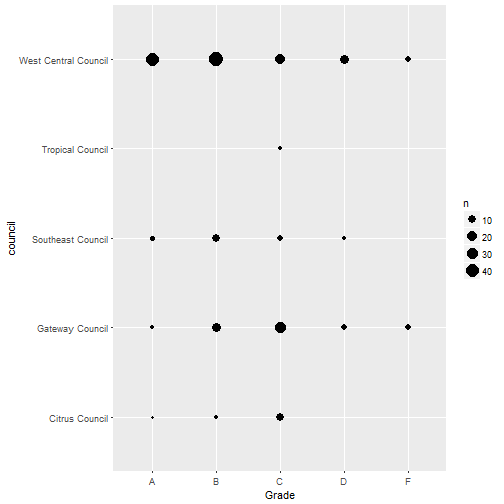 West Central Council
Tropical Council
Southeast Council
Gateway Council
Citrus Council
council
A B C D F
Grade
n
10
20
30
40